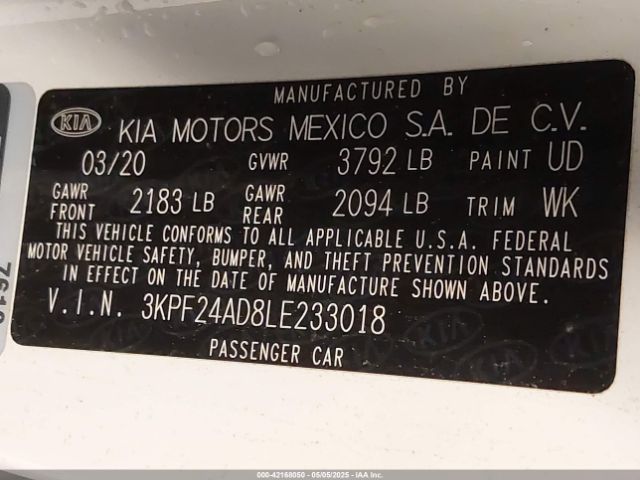 MANUFACTURED BY
KIA KIA MOTORS MEXICO S.A. DE C.V.
03/20 GVWR 3792 LB PAINT UD
GAWR FRONT 2183 LB GAWR REAR 2094 LB TRIM WK
THIS VEHICLE CONFORMS TO ALL APPLICABLE U.S.A. FEDERAL
MOTOR VEHICLE SAFETY, BUMPER, AND THEFT PREVENTION STANDARDS
IN EFFECT ON THE DATE OF MANUFACTURE SHOWN ABOVE.
V.I.N. 3KPF24AD8LE233018
PASSENGER CAR
000-42168050 - 05/05/2025 - IAA Inc.